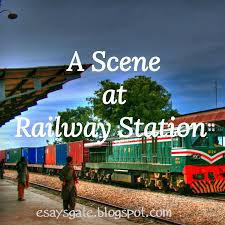 A Scene
at
Railway Station
esaysgate.blogspot.com